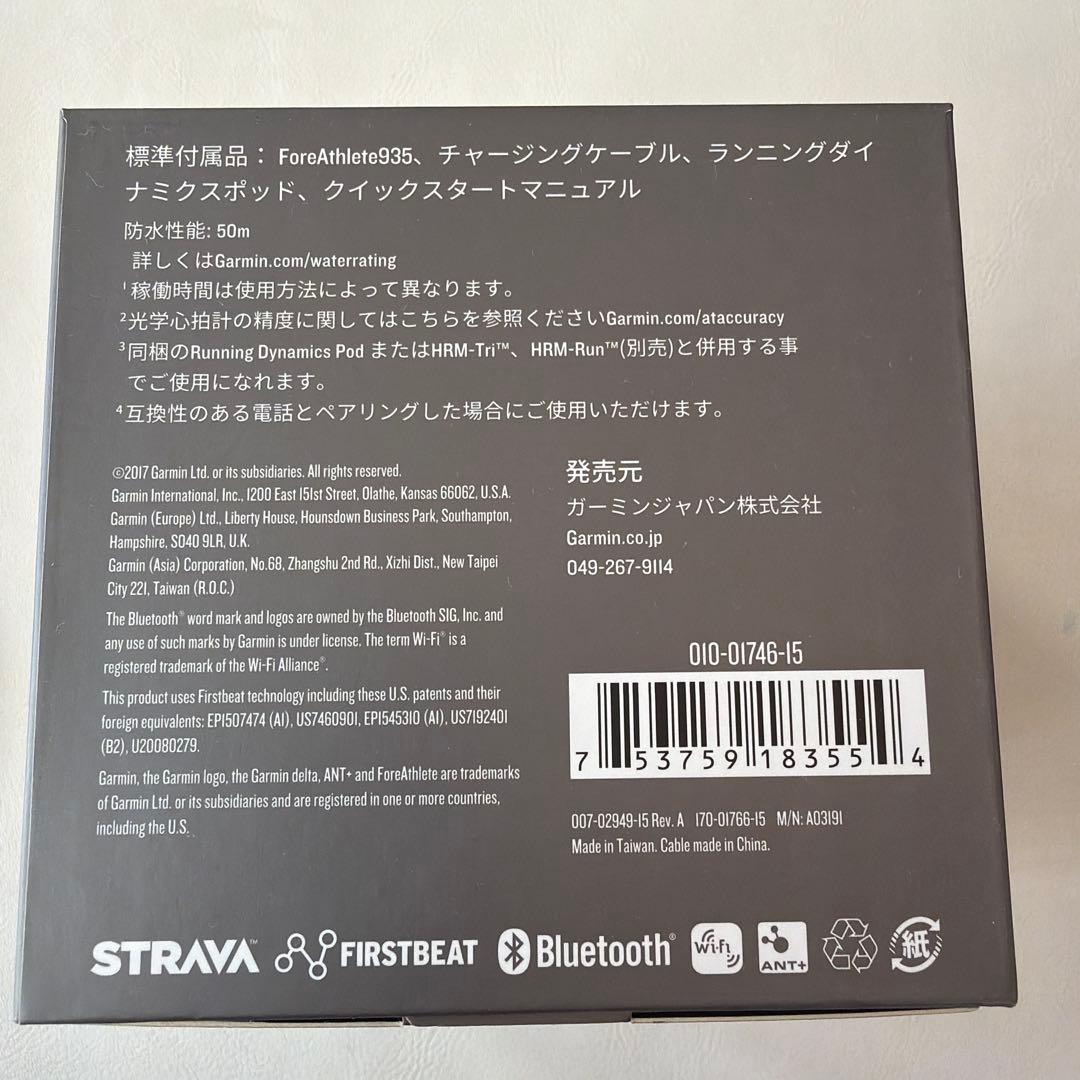 標準付属品： ForeAthlete935、チャージングケーブル、ランニングダイ
ナミクスポッド、クイックスタートマニュアル
防水性能: 50m
詳しくはGarmin.com/waterrating
¹稼働時間は使用方法によって異なります。
²光学心拍計の精度に関してはこちらを参照くださいGarmin.com/ataccuracy
³同梱のRunning Dynamics Pod またはHRM-Tri™、HRM-Run™(別売)と併用する事
でご使用になれます。
⁴互換性のある電話とペアリングした場合にご使用いただけます。
©2017 Garmin Ltd. or its subsidiaries. All rights reserved.
Garmin International, Inc., 1200 East 151st Street, Olathe, Kansas 66062, U.S.A.
Garmin (Europe) Ltd., Liberty House, Hounsdown Business Park, Southampton,
Hampshire, SO40 9LR, U.K.
Garmin (Asia) Corporation, No.68, Zhangshu 2nd Rd., Xizhi Dist., New Taipei
City 221, Taiwan (R.O.C.)
The Bluetooth® word mark and logos are owned by the Bluetooth SIG, Inc. and
any use of such marks by Garmin is under license. The term Wi-Fi® is a
registered trademark of the Wi-Fi Alliance®.
This product uses Firstbeat technology including these U.S. patents and their
foreign equivalents: EP1507474 (A1), US7460901, EP1545310 (A1), US7192401
(B2), U20080279.
Garmin, the Garmin logo, the Garmin delta, ANT+ and ForeAthlete are trademarks
of Garmin Ltd. or its subsidiaries and are registered in one or more countries,
including the U.S.
発売元
ガーミンジャパン株式会社
Garmin.co.jp
049-267-9114
010-01746-15
7 53759 18355 4
007-02949-15 Rev. A 170-01766-15 M/N: A03191
Made in Taiwan. Cable made in China.
STRAVA™ FIRSTBEAT Bluetooth® Wi-Fi ANT+ 紙